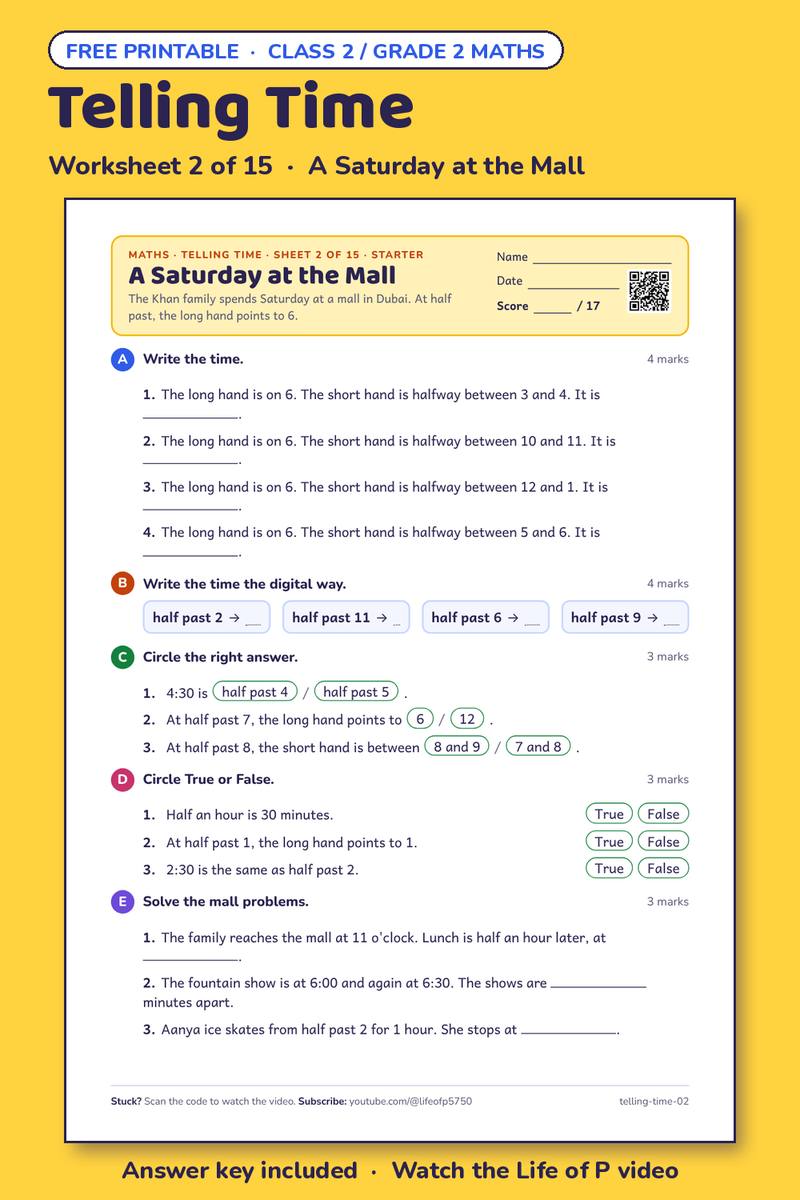 FREE PRINTABLE · CLASS 2 / GRADE 2 MATHS
Telling Time
Worksheet 2 of 15 · A Saturday at the Mall
MATHS · TELLING TIME · SHEET 2 OF 15 · STARTER
A Saturday at the Mall
The Khan family spends Saturday at a mall in Dubai. At half
past, the long hand points to 6.
Name ____________
Date ____________
Score ______ / 17
A Write the time. 4 marks
1. The long hand is on 6. The short hand is halfway between 3 and 4. It is
____________.
2. The long hand is on 6. The short hand is halfway between 10 and 11. It is
____________.
3. The long hand is on 6. The short hand is halfway between 12 and 1. It is
____________.
4. The long hand is on 6. The short hand is halfway between 5 and 6. It is
____________.
B Write the time the digital way. 4 marks
half past 2 → __ half past 11 → __ half past 6 → __ half past 9 → __
C Circle the right answer. 3 marks
1. 4:30 is half past 4 / half past 5 .
2. At half past 7, the long hand points to 6 / 12 .
3. At half past 8, the short hand is between 8 and 9 / 7 and 8 .
D Circle True or False. 3 marks
1. Half an hour is 30 minutes. True False
2. At half past 1, the long hand points to 1. True False
3. 2:30 is the same as half past 2. True False
E Solve the mall problems. 3 marks
1. The family reaches the mall at 11 o'clock. Lunch is half an hour later, at
____________.
2. The fountain show is at 6:00 and again at 6:30. The shows are ____________
minutes apart.
3. Aanya ice skates from half past 2 for 1 hour. She stops at ____________.
Stuck? Scan the code to watch the video. Subscribe: youtube.com/@lifeofp5750 telling-time-02
Answer key included · Watch the Life of P video